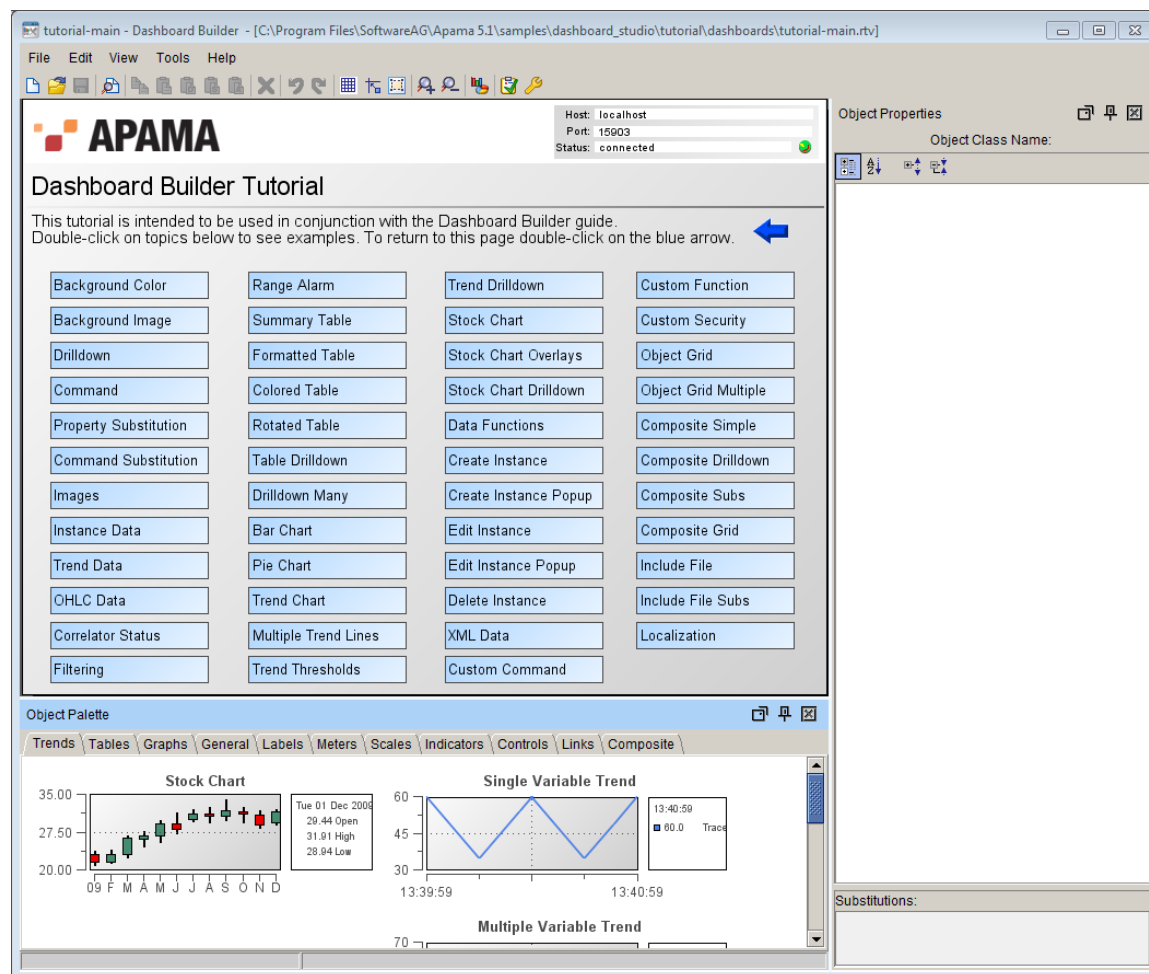 tutorial-main - Dashboard Builder - [C:\Program Files\SoftwareAG\Apama 5.1\samples\dashboard_studio\tutorial\dashboards\tutorial-main.rtv]
File Edit View Tools Help
APAMA
Host: localhost
Port: 15903
Status: connected
Dashboard Builder Tutorial
This tutorial is intended to be used in conjunction with the Dashboard Builder guide.
Double-click on topics below to see examples. To return to this page double-click on the blue arrow.
Background Color Range Alarm Trend Drilldown Custom Function
Background Image Summary Table Stock Chart Custom Security
Drilldown Formatted Table Stock Chart Overlays Object Grid
Command Colored Table Stock Chart Drilldown Object Grid Multiple
Property Substitution Rotated Table Data Functions Composite Simple
Command Substitution Table Drilldown Create Instance Composite Drilldown
Images Drilldown Many Create Instance Popup Composite Subs
Instance Data Bar Chart Edit Instance Composite Grid
Trend Data Pie Chart Edit Instance Popup Include File
OHLC Data Trend Chart Delete Instance Include File Subs
Correlator Status Multiple Trend Lines XML Data Localization
Filtering Trend Thresholds Custom Command
Object Properties
Object Class Name:
Object Palette
Trends Tables Graphs General Labels Meters Scales Indicators Controls Links Composite
Stock Chart
35.00
27.50
20.00
09 F M A M J J A S O N D
Tue 01 Dec 2009
29.44 Open
31.91 High
28.94 Low
Single Variable Trend
60
45
30
13:39:59 13:40:59
13:40:59
60.0 Trace
Multiple Variable Trend
70
Substitutions: